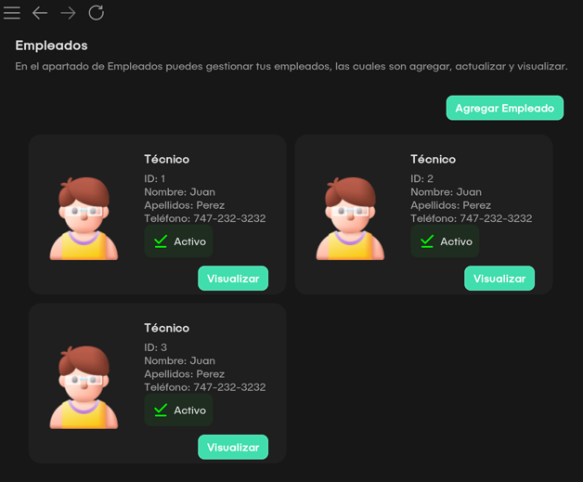 Empleados
En el apartado de Empleados puedes gestionar tus empleados, las cuales son agregar, actualizar y visualizar.
Agregar Empleado
Técnico
ID: 1
Nombre: Juan
Apellidos: Perez
Teléfono: 747-232-3232
Activo
Visualizar
Técnico
ID: 2
Nombre: Juan
Apellidos: Perez
Teléfono: 747-232-3232
Activo
Visualizar
Técnico
ID: 3
Nombre: Juan
Apellidos: Perez
Teléfono: 747-232-3232
Activo
Visualizar